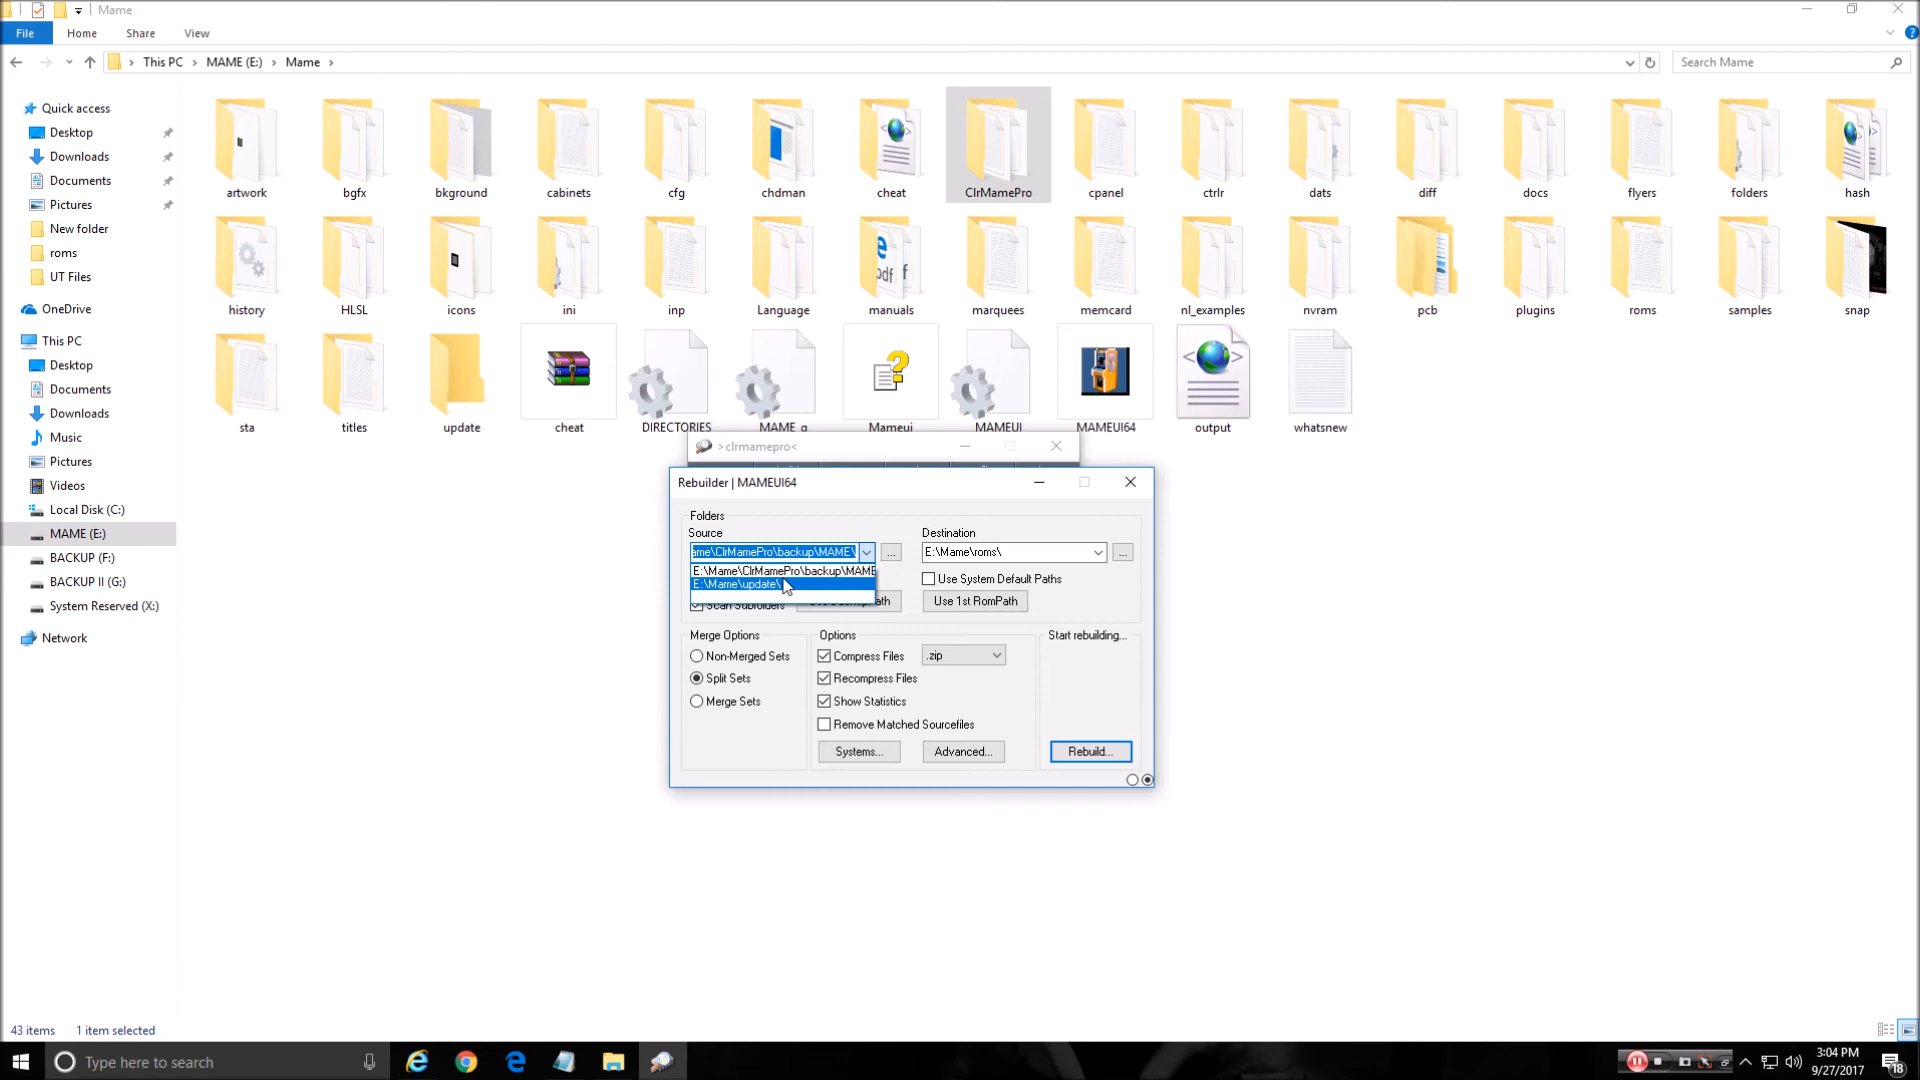 Mame
File Home Share View
This PC MAME (E:) Mame
Search Mame
Quick access
Desktop
Downloads
Documents
Pictures
New folder
roms
UT Files
OneDrive
This PC
Desktop
Documents
Downloads
Music
Pictures
Videos
Local Disk (C:)
MAME (E:)
BACKUP (F:)
BACKUP II (G:)
System Reserved (X:)
Network
artwork bgfx bkground cabinets cfg chdman cheat ClrMamePro cpanel ctrlr dats diff docs flyers folders hash
history HLSL icons ini inp Language manuals marquees memcard nl_examples nvram pcb plugins roms samples snap
sta titles update cheat DIRECTORIES MAME_g Mameui MAMEUI MAMEUI64 output whatsnew
>clrmamepro<
Rebuilder | MAMEUI64
Folders
Source Destination
ame\ClrMamePro\backup\MAME\ ... E:\Mame\roms\ ...
E:\Mame\ClrMamePro\backup\MAME
E:\Mame\update\
Use System Default Paths
Scan Subfolders
Use 1st RomPath
Merge Options Options Start rebuilding...
Non-Merged Sets Compress Files .zip
Split Sets Recompress Files
Merge Sets Show Statistics
Remove Matched Sourcefiles
Systems... Advanced... Rebuild...
43 items 1 item selected
Type here to search
3:04 PM
9/27/2017
18